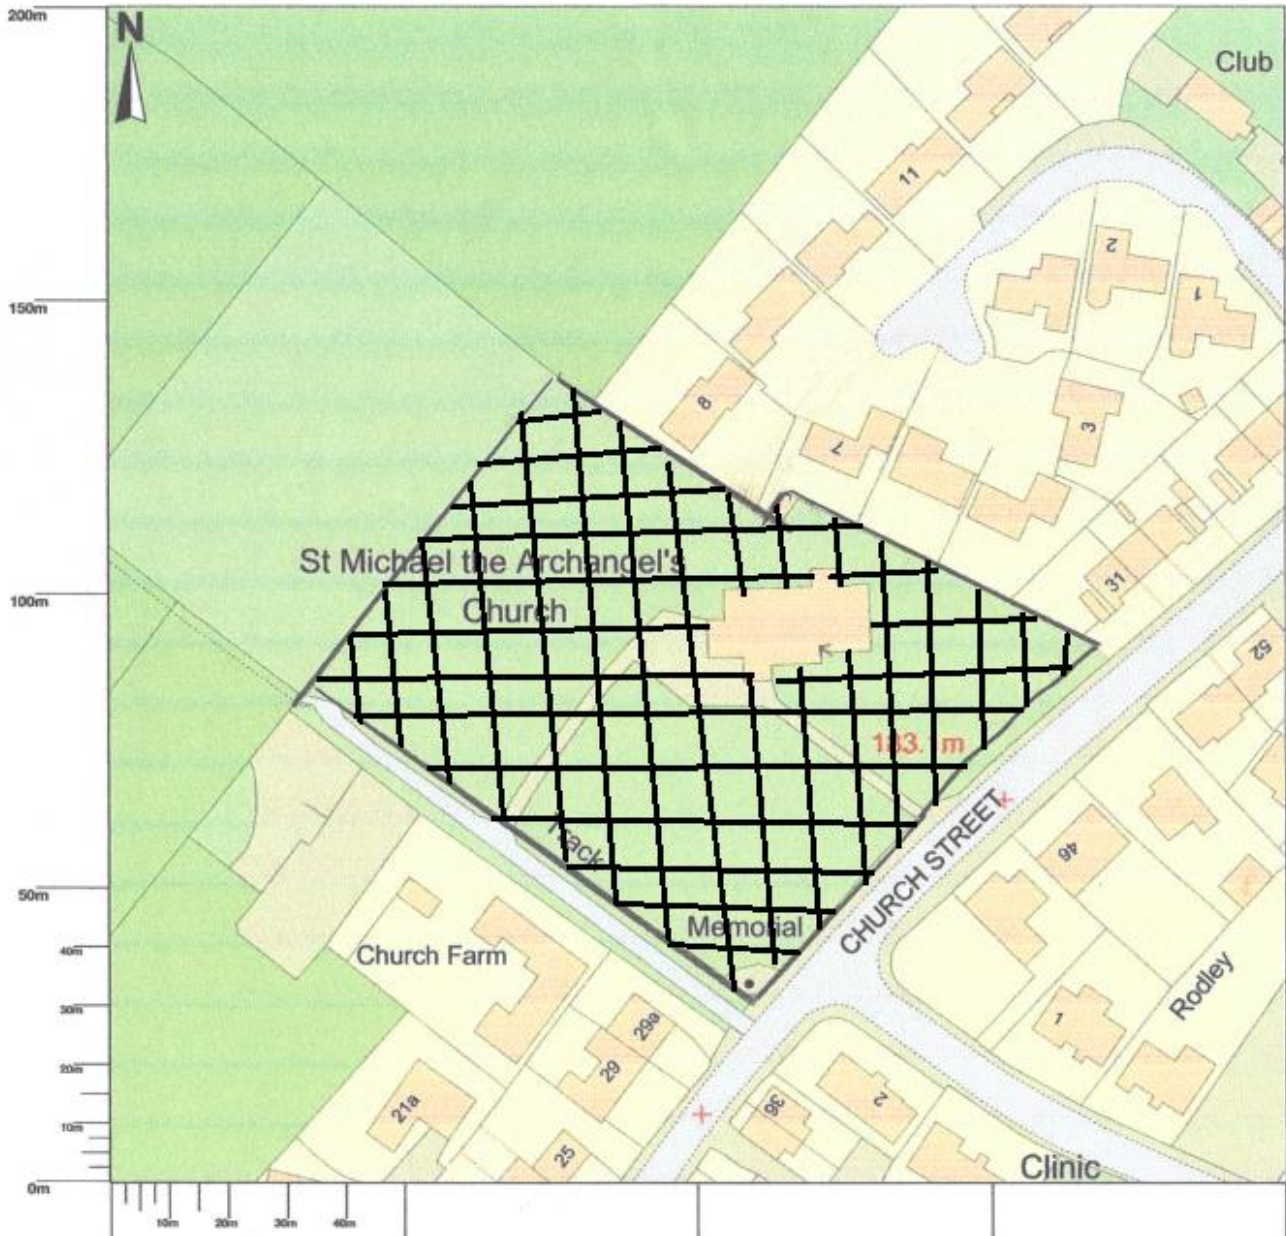 200m
N
Club
11
2
150m
1
8
3
7
St Michael the Archangel's
31
100m
Church
52
183.1m
Track
46
CHURCH STREET
50m
Memorial
40m
Church Farm
Rodley
30m
29a
1
20m
29
2
21a
36
10m
25
Clinic
0m
10m
20m
30m
40m